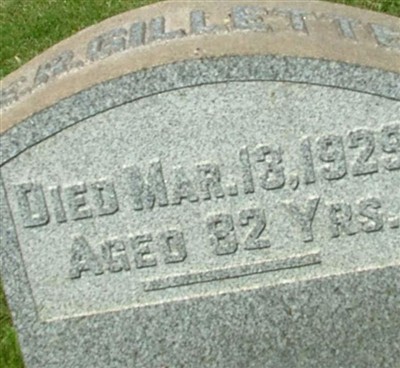 F.R. GILLETTE
DIED MAR. 13, 1929
AGED 82 YRS.